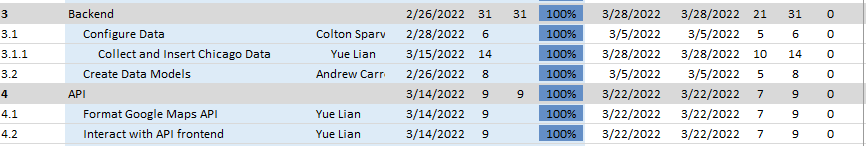 3 Backend 2/26/2022 31 31 100% 3/28/2022 3/28/2022 21 31 0
3.1 Configure Data Colton Sparv 2/28/2022 6 100% 3/5/2022 3/5/2022 5 6 0
3.1.1 Collect and Insert Chicago Data Yue Lian 3/15/2022 14 100% 3/28/2022 3/28/2022 10 14 0
3.2 Create Data Models Andrew Carr 2/26/2022 8 100% 3/5/2022 3/5/2022 5 8 0
4 API 3/14/2022 9 9 100% 3/22/2022 3/22/2022 7 9 0
4.1 Format Google Maps API Yue Lian 3/14/2022 9 100% 3/22/2022 3/22/2022 7 9 0
4.2 Interact with API frontend Yue Lian 3/14/2022 9 100% 3/22/2022 3/22/2022 7 9 0